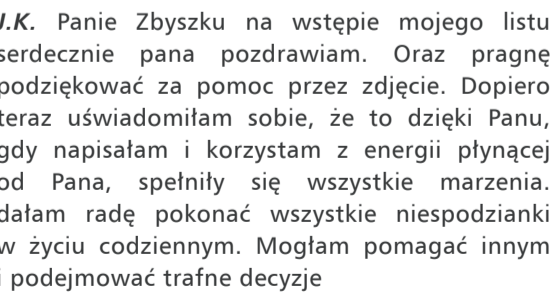 J.K. Panie Zbyszku na wstępie mojego listu
serdecznie pana pozdrawiam. Oraz pragnę
podziękować za pomoc przez zdjęcie. Dopiero
teraz uświadomiłam sobie, że to dzięki Panu,
gdy napisałam i korzystam z energii płynącej
od Pana, spełniły się wszystkie marzenia.
dałam radę pokonać wszystkie niespodzianki
w życiu codziennym. Mogłam pomagać innym
i podejmować trafne decyzje